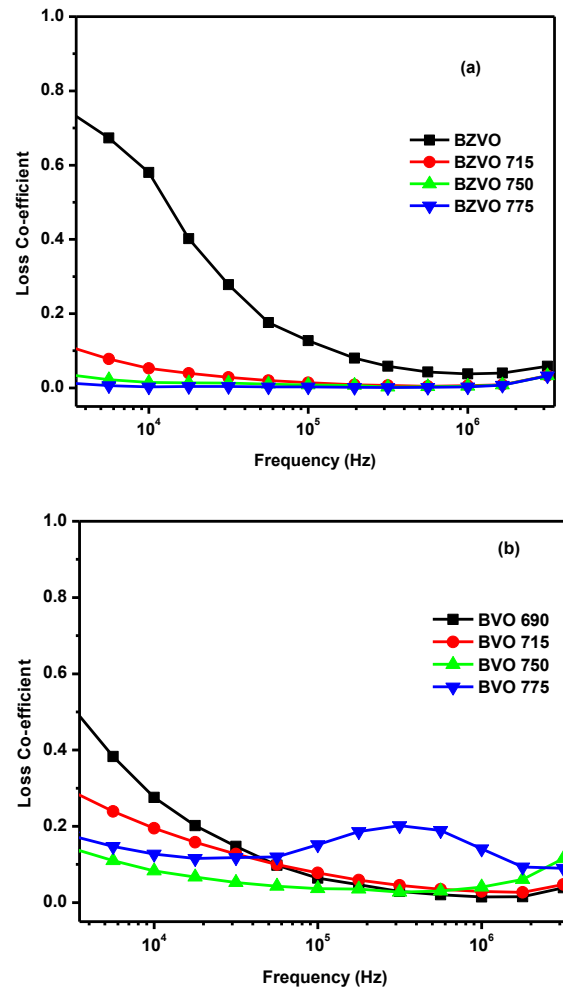 1.0
(a)
0.8
BZVO
BZVO 715
BZVO 750
BZVO 775
0.6
0.4
0.2
0.0
Loss Co-efficient
10^4
10^5
10^6
Frequency (Hz)
1.0
(b)
0.8
BVO 690
BVO 715
BVO 750
BVO 775
0.6
0.4
0.2
0.0
Loss Co-efficient
10^4
10^5
10^6
Frequency (Hz)